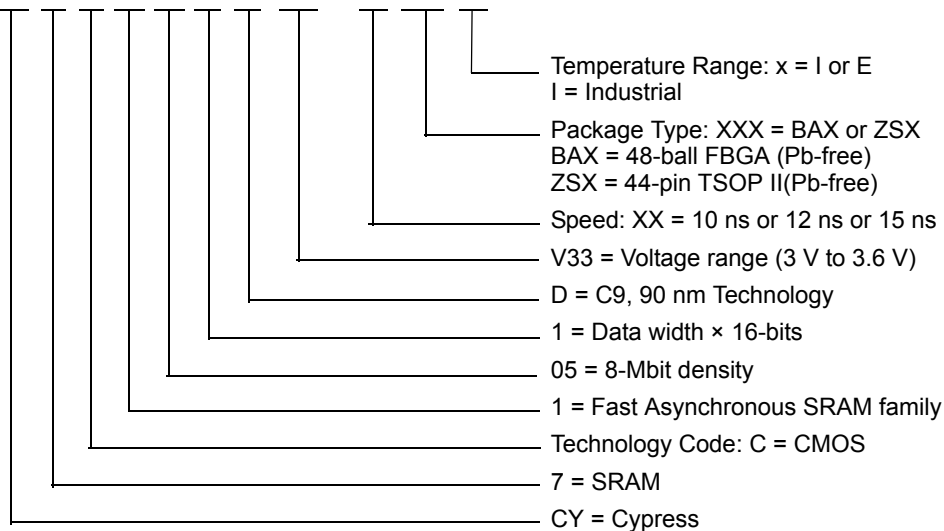 Temperature Range: x = I or E
I = Industrial
Package Type: XXX = BAX or ZSX
BAX = 48-ball FBGA (Pb-free)
ZSX = 44-pin TSOP II(Pb-free)
Speed: XX = 10 ns or 12 ns or 15 ns
V33 = Voltage range (3 V to 3.6 V)
D = C9, 90 nm Technology
1 = Data width × 16-bits
05 = 8-Mbit density
1 = Fast Asynchronous SRAM family
Technology Code: C = CMOS
7 = SRAM
CY = Cypress